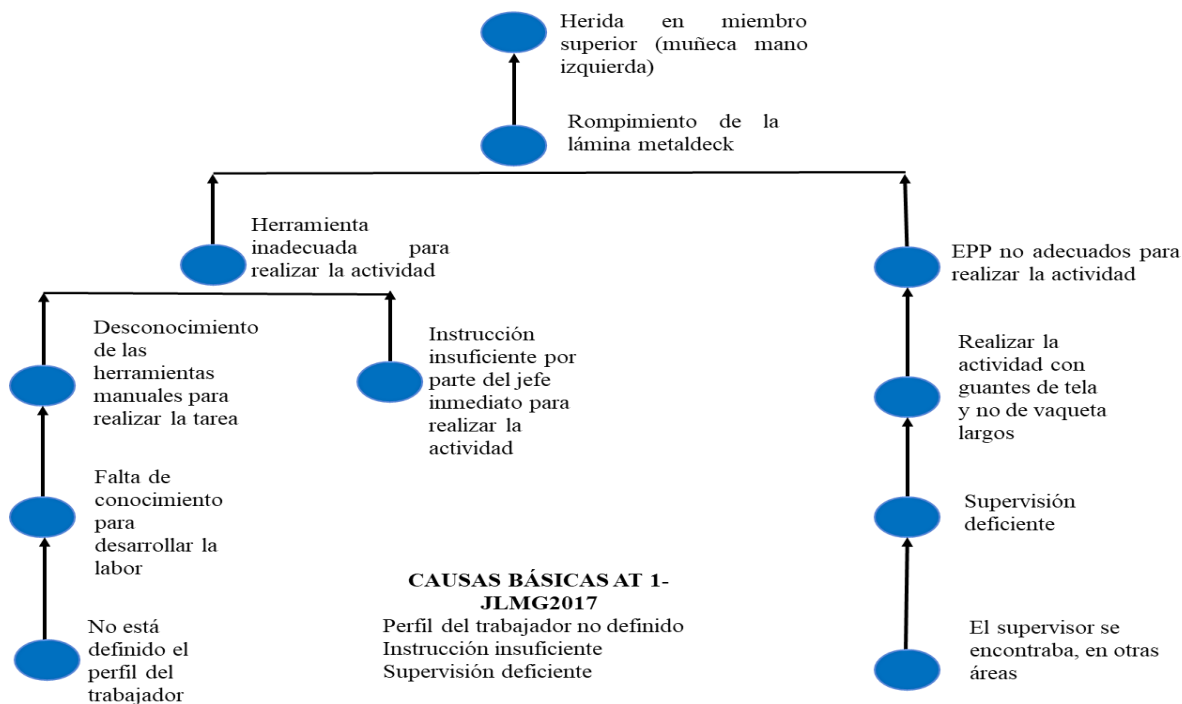 Herida en miembro
superior (muñeca mano
izquierda)
Rompimiento de la
lámina metaldeck
Herramienta
inadecuada para
realizar la actividad
EPP no adecuados para
realizar la actividad
Desconocimiento
de las
herramientas
manuales para
realizar la tarea
Instrucción
insuficiente por
parte del jefe
inmediato para
realizar la
actividad
Realizar la
actividad con
guantes de tela
y no de vaqueta
largos
Falta de
conocimiento
para
desarrollar la
labor
Supervisión
deficiente
CAUSAS BÁSICAS AT 1-
JLMG2017
Perfil del trabajador no definido
Instrucción insuficiente
Supervisión deficiente
No está
definido el
perfil del
trabajador
El supervisor se
encontraba, en otras
áreas